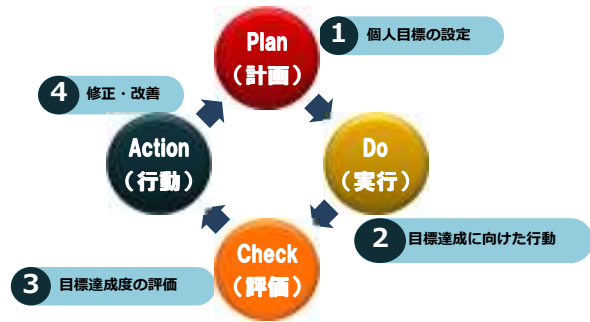 Plan
（計画）
1 個人目標の設定
Do
（実行）
2 目標達成に向けた行動
Check
（評価）
3 目標達成度の評価
Action
（行動）
4 修正・改善